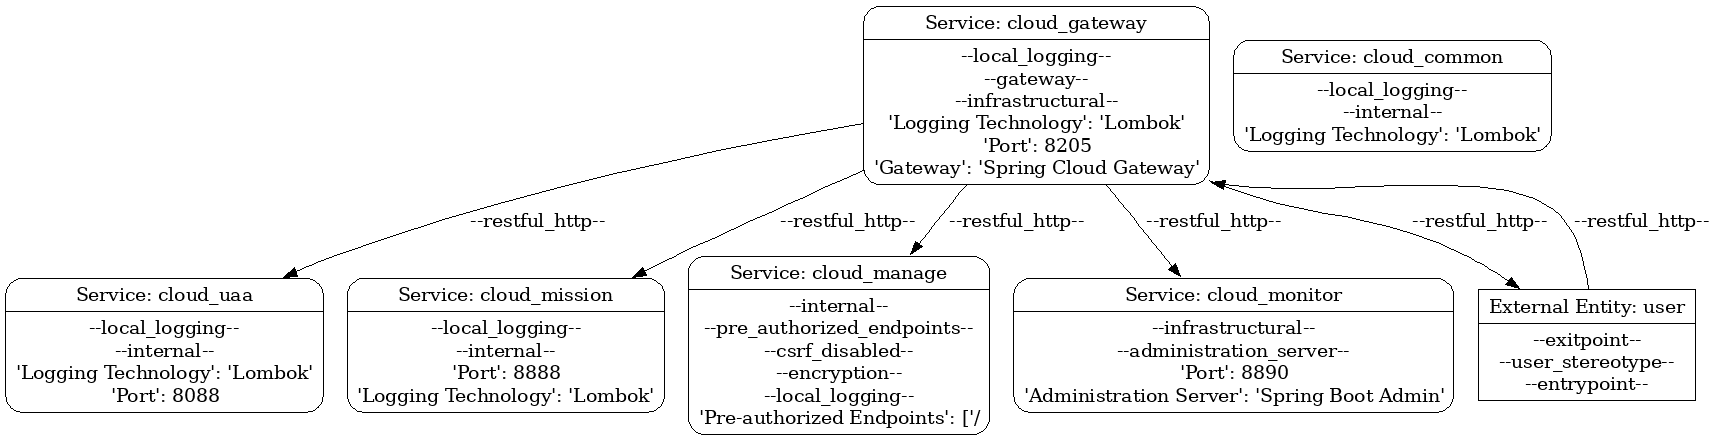 Service: cloud_gateway
--local_logging--
--gateway--
--infrastructural--
'Logging Technology': 'Lombok'
'Port': 8205
'Gateway': 'Spring Cloud Gateway'
Service: cloud_common
--local_logging--
--internal--
'Logging Technology': 'Lombok'
--restful_http--
--restful_http--
--restful_http--
--restful_http--
--restful_http--
--restful_http--
Service: cloud_uaa
--local_logging--
--internal--
'Logging Technology': 'Lombok'
'Port': 8088
Service: cloud_mission
--local_logging--
--internal--
'Port': 8888
'Logging Technology': 'Lombok'
Service: cloud_manage
--internal--
--pre_authorized_endpoints--
--csrf_disabled--
--encryption--
--local_logging--
'Pre-authorized Endpoints': ['/
Service: cloud_monitor
--infrastructural--
--administration_server--
'Port': 8890
'Administration Server': 'Spring Boot Admin'
External Entity: user
--exitpoint--
--user_stereotype--
--entrypoint--